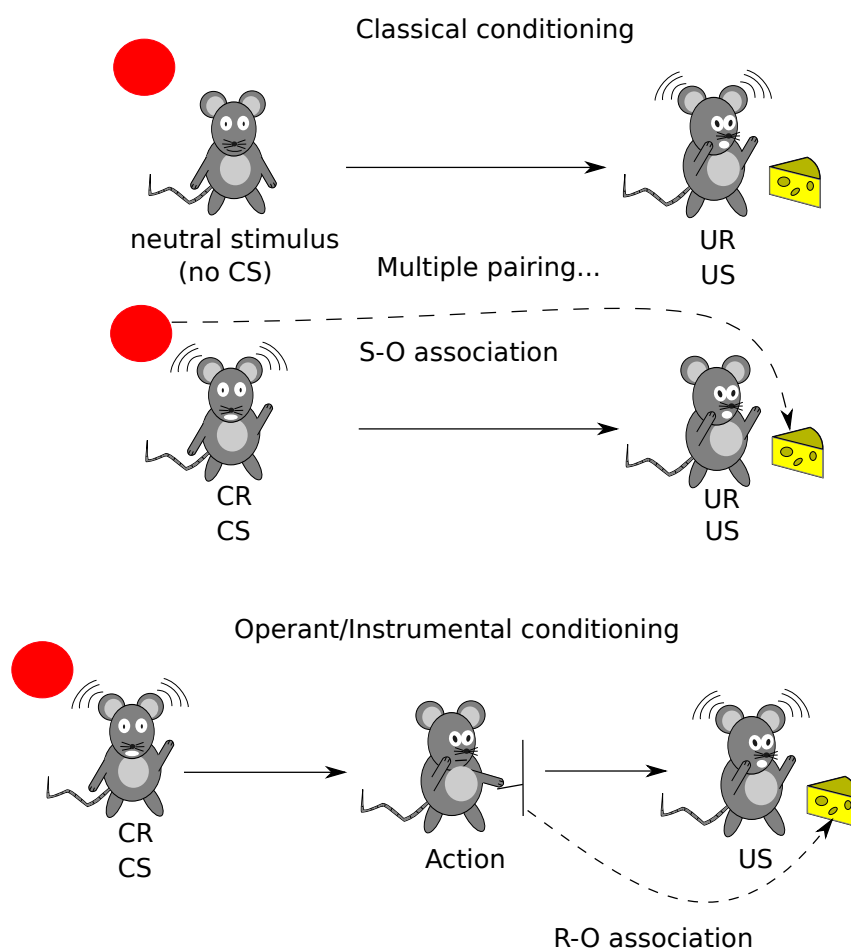 Classical conditioning
neutral stimulus
(no CS)
UR
US
Multiple pairing...
S-O association
CR
CS
UR
US
Operant/Instrumental conditioning
CR
CS
Action
US
R-O association